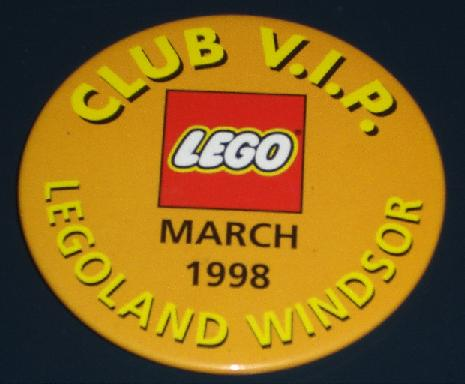 CLUB V.I.P.
LEGO
MARCH
1998
LEGOLAND WINDSOR